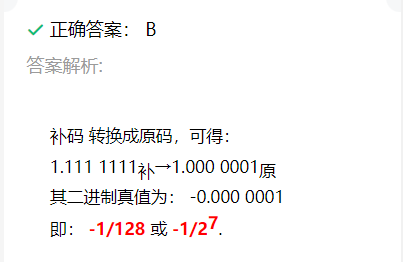 正确答案： B
答案解析:
补码 转换成原码，可得：
1.111 1111补→1.000 0001原
其二进制真值为： -0.000 0001
即： -1/128 或 -1/2⁷.